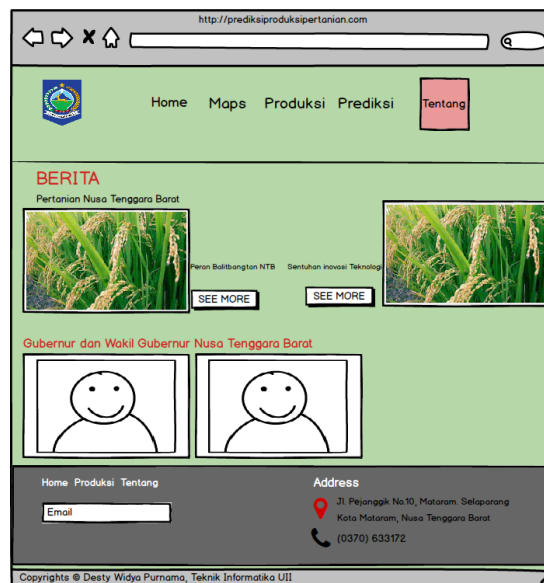 http://prediksiproduksipertanian.com
Home Maps Produksi Prediksi Tentang
BERITA
Pertanian Nusa Tenggara Barat
Peran Balitbangtan NTB
Sentuhan inovasi Teknologi
SEE MORE
SEE MORE
Gubernur dan Wakil Gubernur Nusa Tenggara Barat
Home Produksi Tentang
Email
Address
Jl. Pejanggik No.10, Mataram. Selaparang
Kota Mataram, Nusa Tenggara Barat
(0370) 633172
Copyrights © Desty Widya Purnama, Teknik Informatika UII